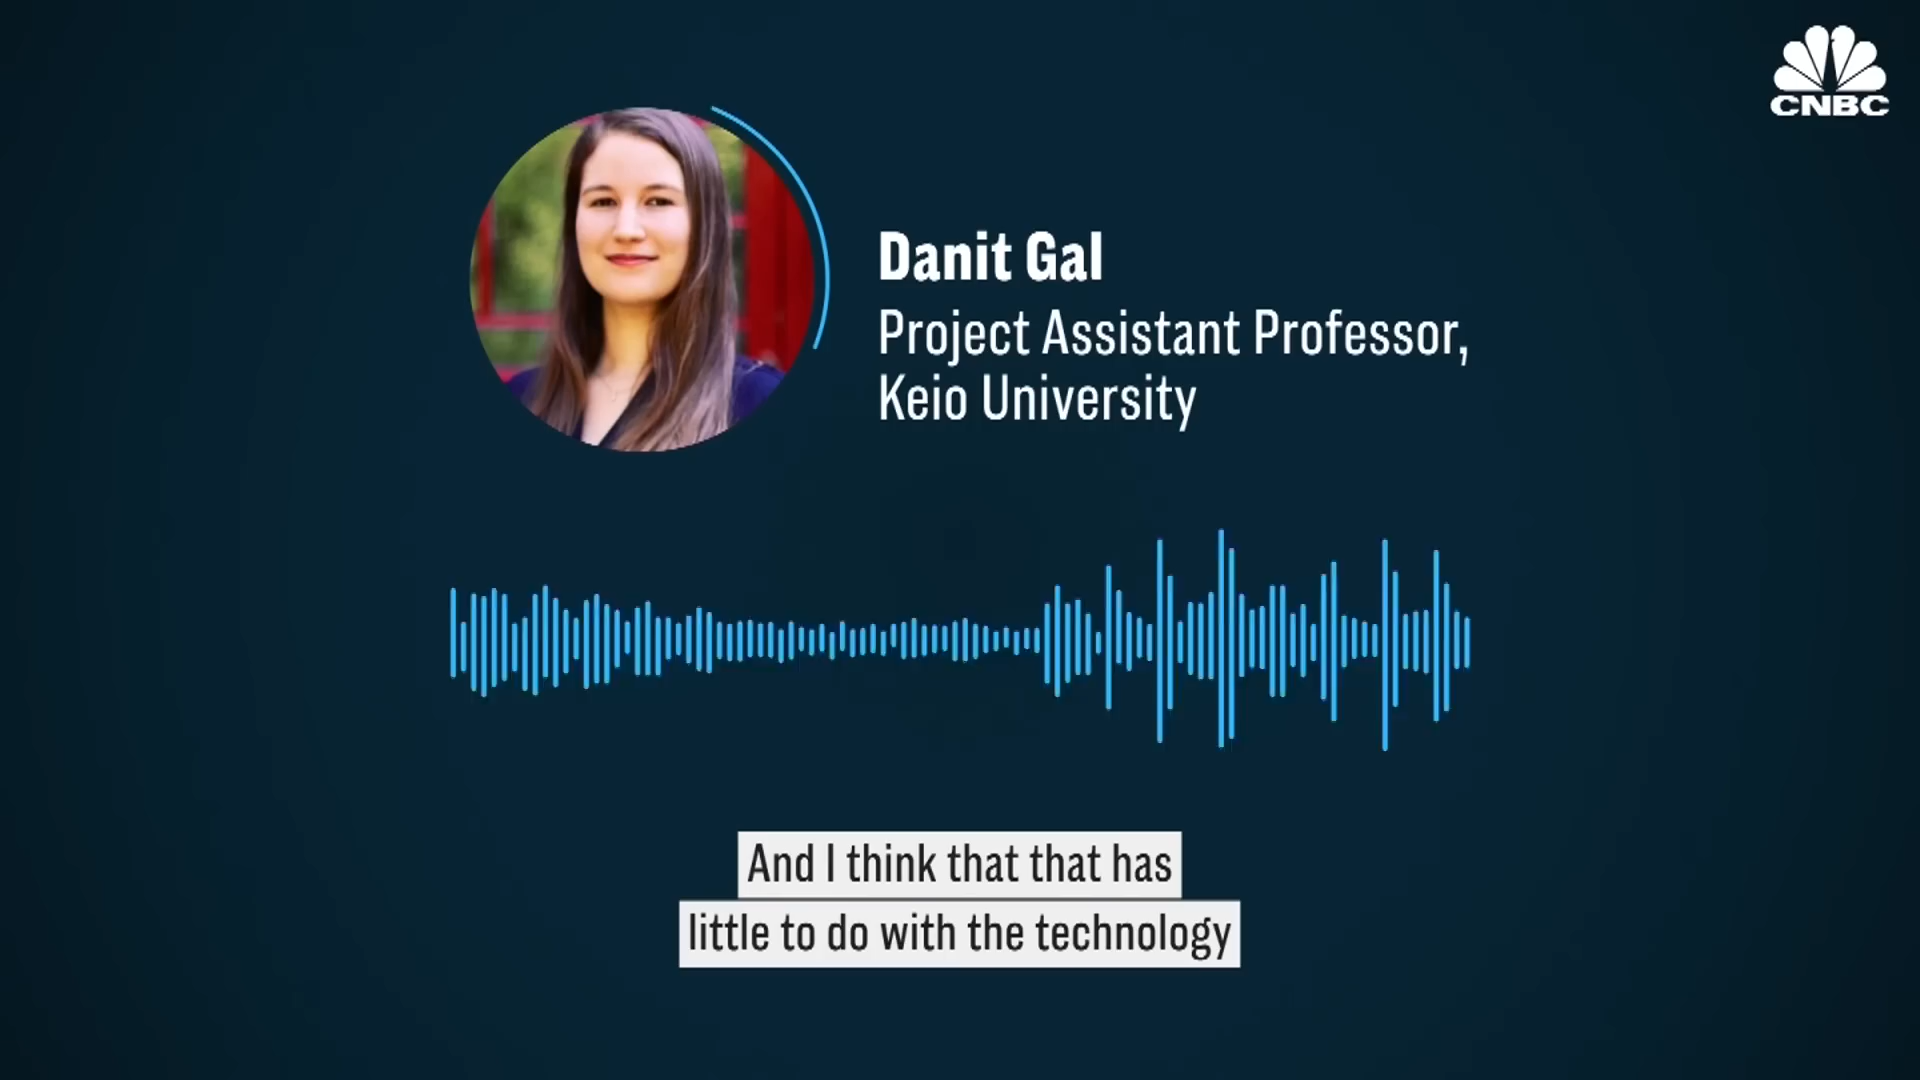 CNBC
Danit Gal
Project Assistant Professor,
Keio University
And I think that that has
little to do with the technology